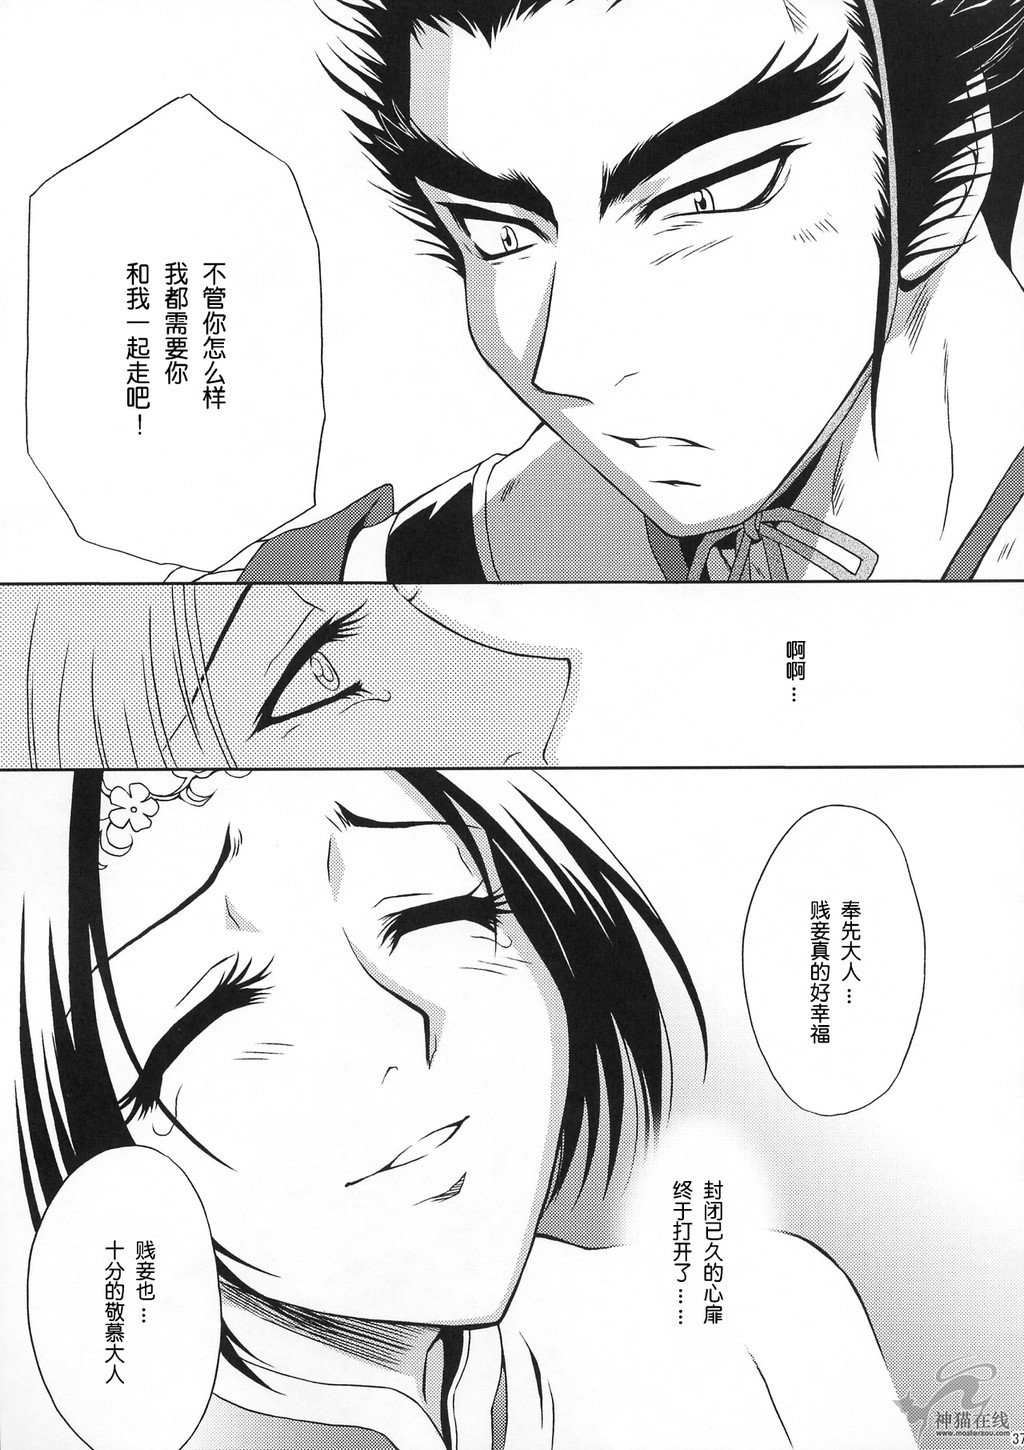 不管你怎么样
我都需要你
和我一起走吧！
啊啊…
奉先大人…
贱妾真的好幸福
封闭已久的心扉
终于打开了……
贱妾也…
十分的敬慕大人
神猫在线
www.mosterzou.com
37